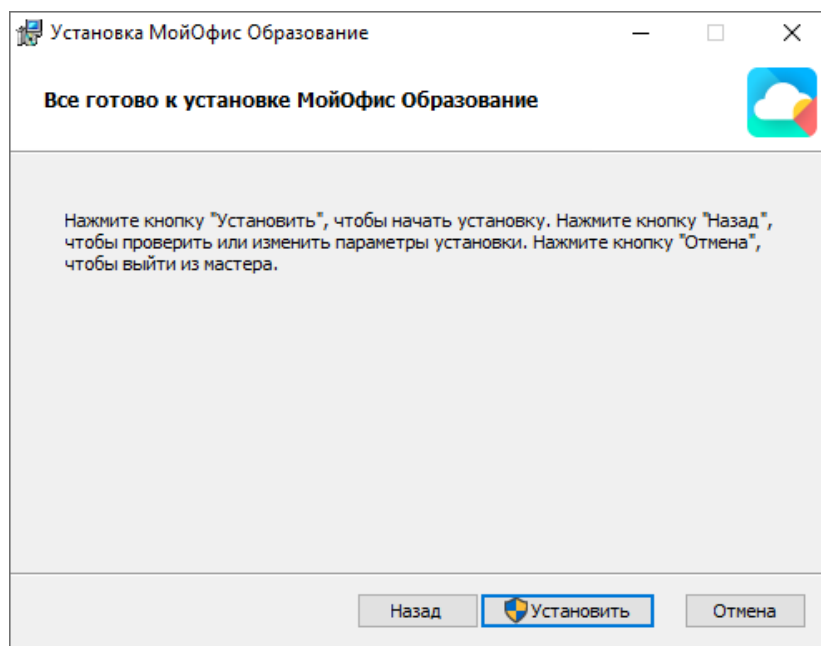 Установка МойОфис Образование
Все готово к установке МойОфис Образование
Нажмите кнопку "Установить", чтобы начать установку. Нажмите кнопку "Назад",
чтобы проверить или изменить параметры установки. Нажмите кнопку "Отмена",
чтобы выйти из мастера.
Назад Установить Отмена